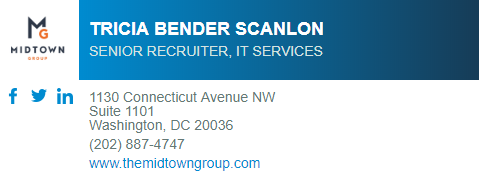 MG
MIDTOWN
GROUP
TRICIA BENDER SCANLON
SENIOR RECRUITER, IT SERVICES
1130 Connecticut Avenue NW
Suite 1101
Washington, DC 20036
(202) 887-4747
www.themidtowngroup.com